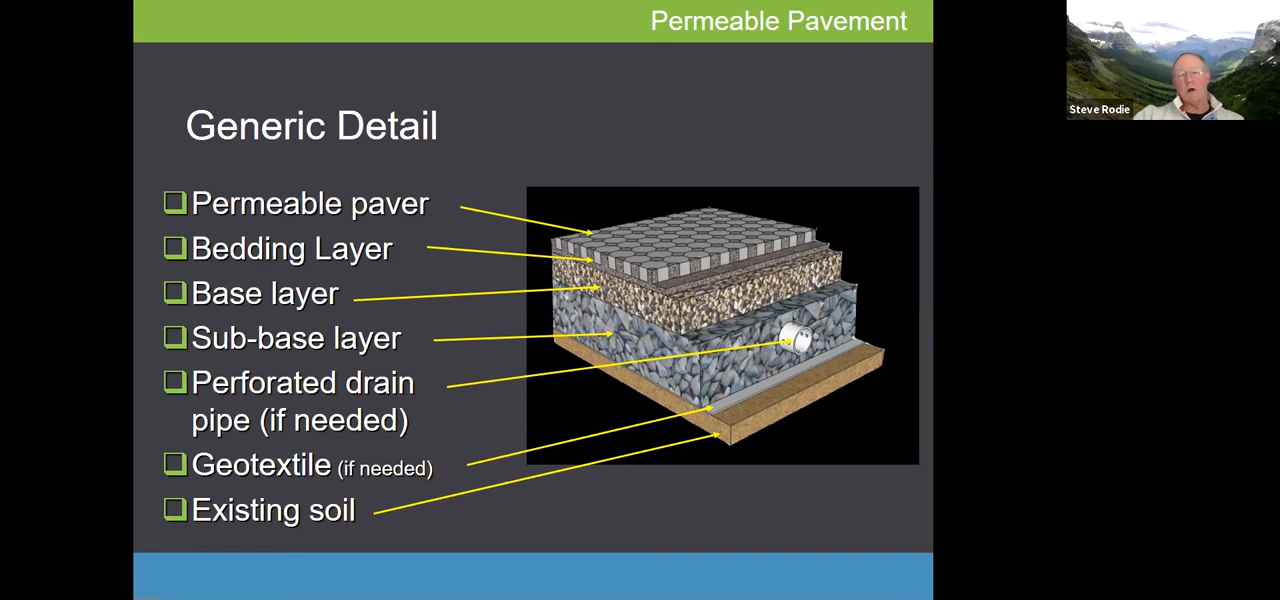 Permeable Pavement
Steve Rodie
Generic Detail
Permeable paver
Bedding Layer
Base layer
Sub-base layer
Perforated drain
pipe (if needed)
Geotextile (if needed)
Existing soil